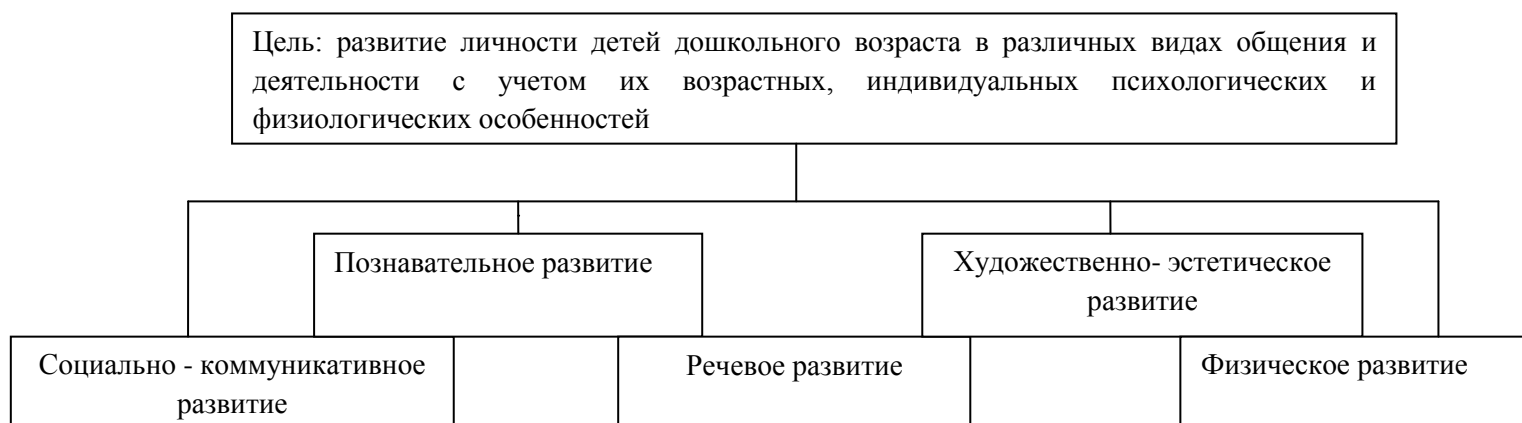 Цель: развитие личности детей дошкольного возраста в различных видах общения и
деятельности с учетом их возрастных, индивидуальных психологических и
физиологических особенностей
Познавательное развитие
Художественно- эстетическое
развитие
Социально - коммуникативное
развитие
Речевое развитие
Физическое развитие